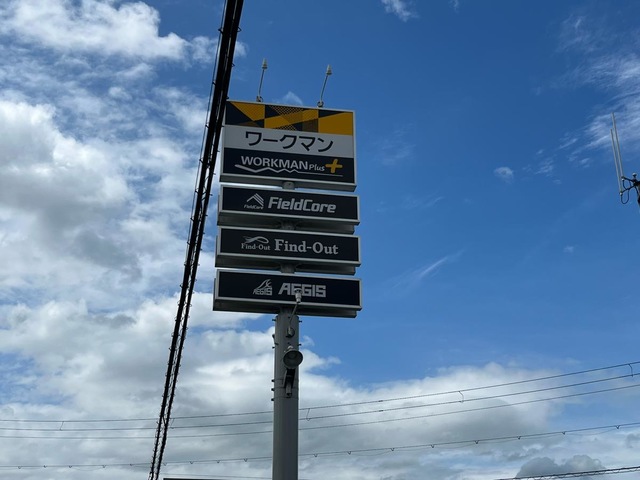 ワークマン
WORKMAN Plus+
FieldCore FieldCore
Find-Out Find-Out
AEGIS AEGIS